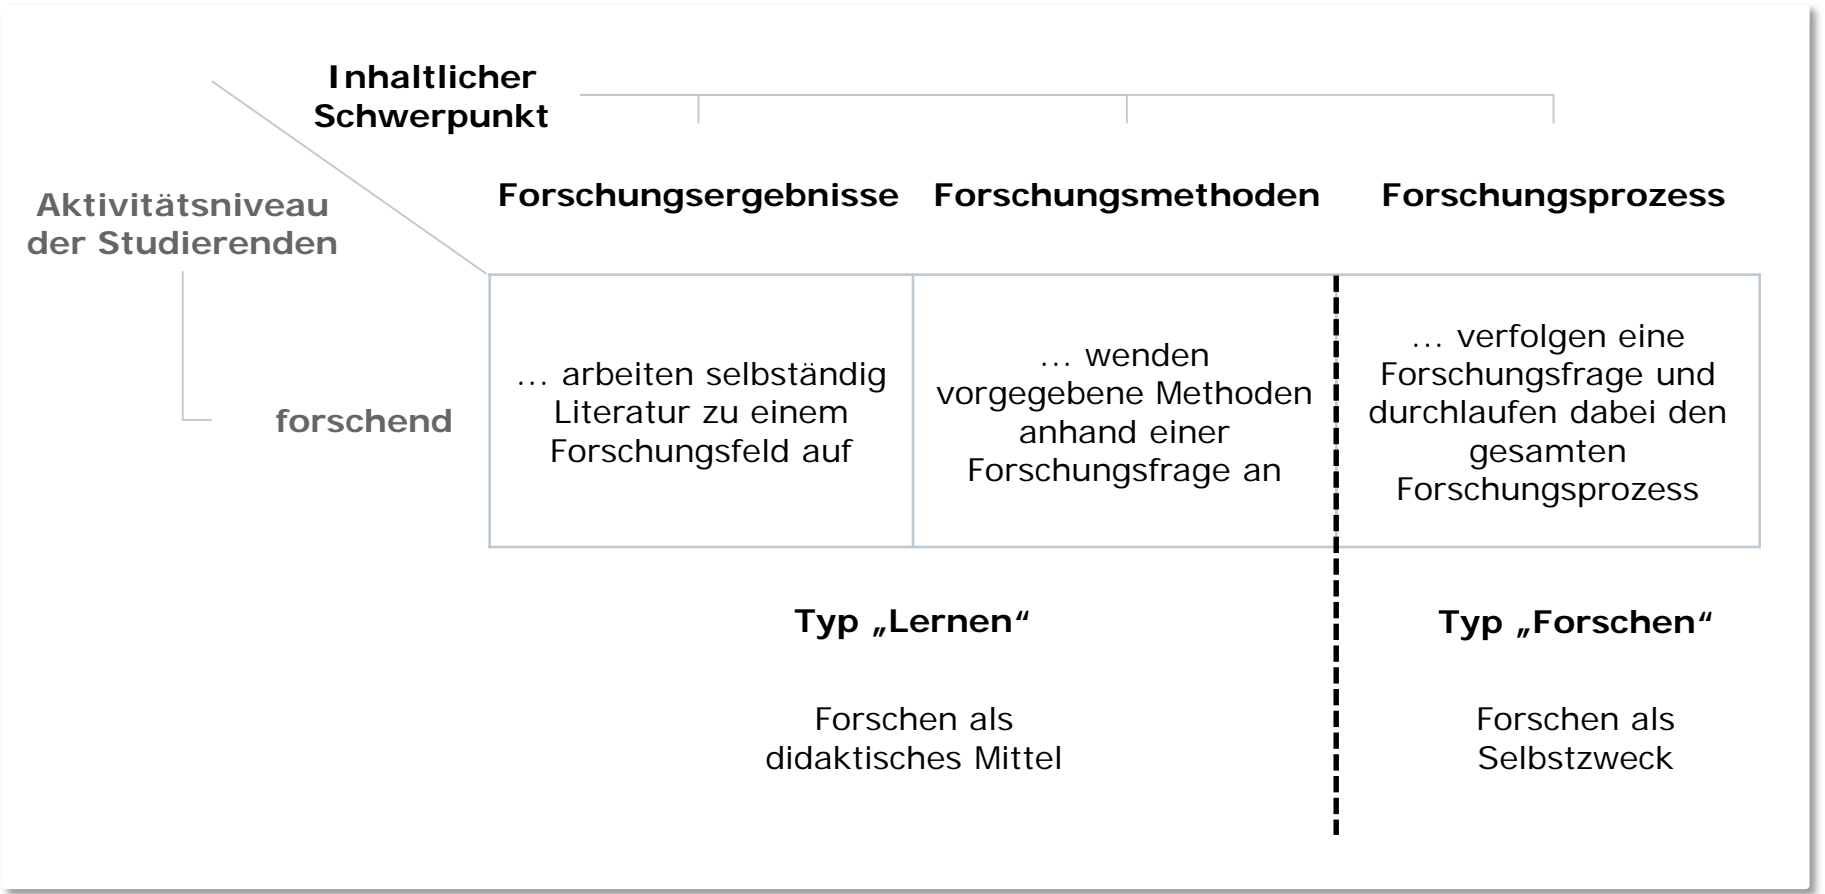 Inhaltlicher
Schwerpunkt
Aktivitätsniveau
der Studierenden
Forschungsergebnisse
Forschungsmethoden
Forschungsprozess
forschend
... arbeiten selbständig
Literatur zu einem
Forschungsfeld auf
... wenden
vorgegebene Methoden
anhand einer
Forschungsfrage an
... verfolgen eine
Forschungsfrage und
durchlaufen dabei den
gesamten
Forschungsprozess
Typ „Lernen“
Typ „Forschen“
Forschen als
didaktisches Mittel
Forschen als
Selbstzweck